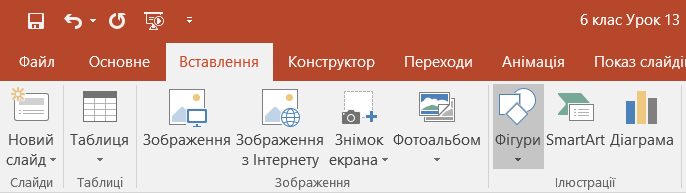 6 клас Урок 13
Файл Основне Вставлення Конструктор Переходи Анімація Показ слайдів
Новий слайд Таблиця Зображення Зображення з Інтернету Знімок екрана Фотоальбом Фігури SmartArt Діаграма
Слайди Таблиці Зображення Ілюстрації